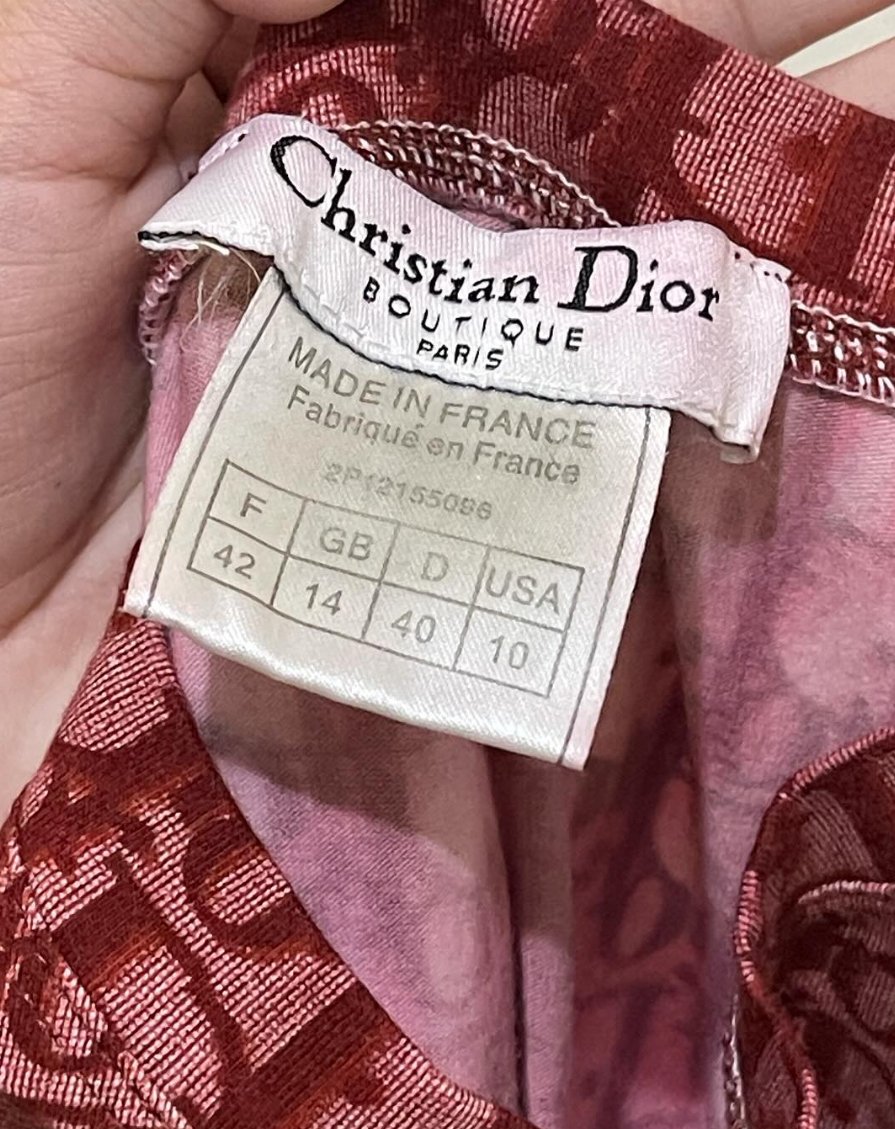 Christian Dior
BOUTIQUE
PARIS
MADE IN FRANCE
Fabriqué en France
2P12155086
F GB D USA
42 14 40 10